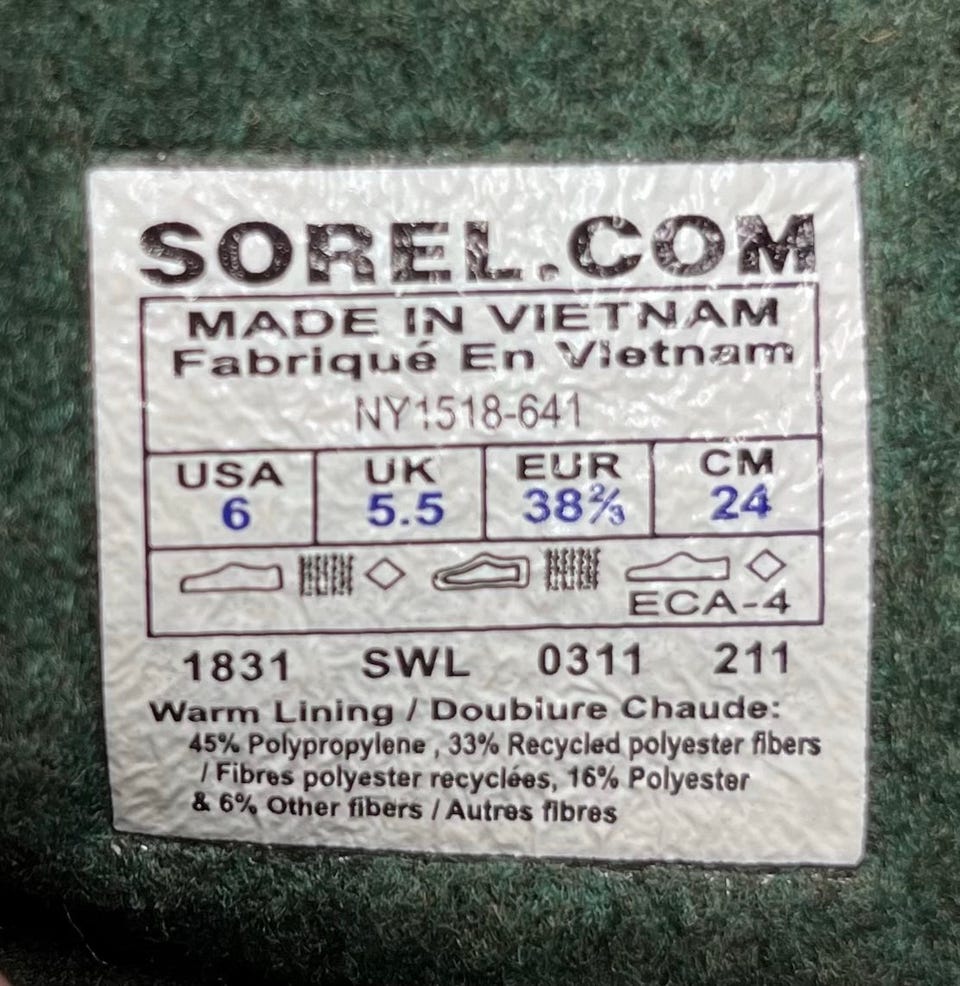 SOREL.COM
MADE IN VIETNAM
Fabriqué En Vietnam
NY1518-641
USA UK EUR CM
6 5.5 38⅔ 24
ECA-4
1831 SWL 0311 211
Warm Lining / Doubiure Chaude:
45% Polypropylene , 33% Recycled polyester fibers
/ Fibres polyester recyclées, 16% Polyester
& 6% Other fibers / Autres fibres